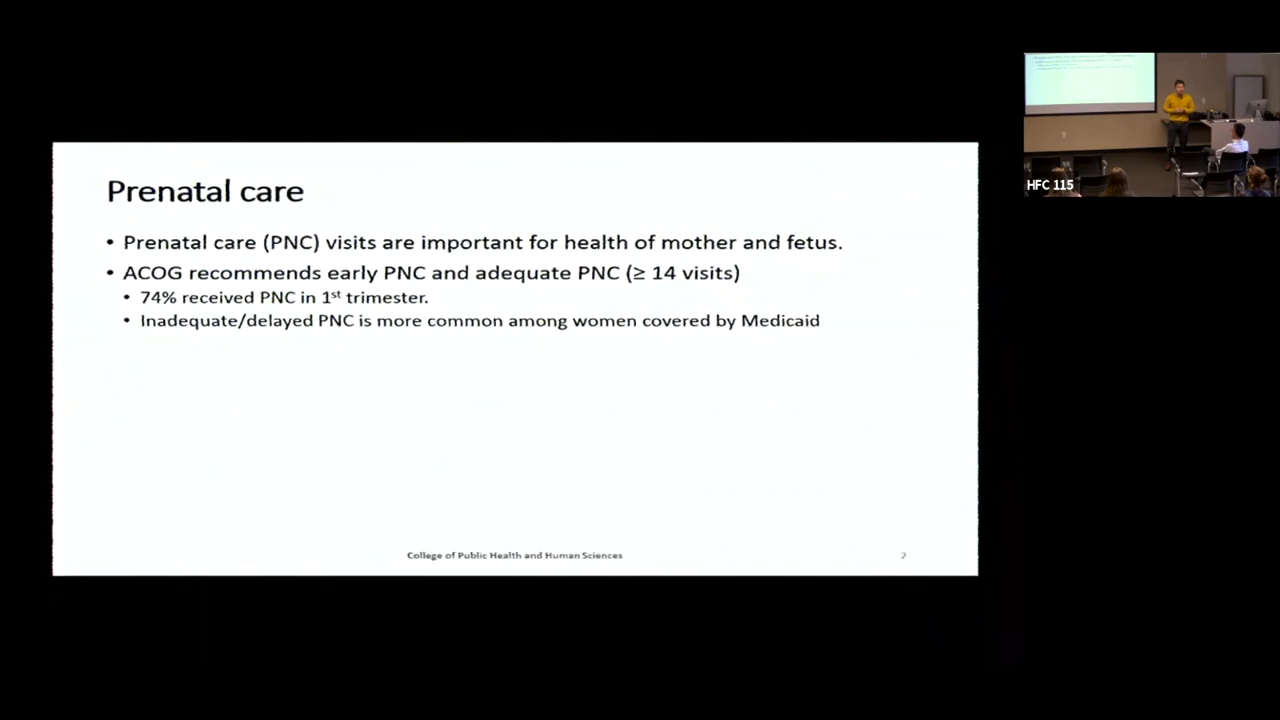 Prenatal care
• Prenatal care (PNC) visits are important for health of mother and fetus.
• ACOG recommends early PNC and adequate PNC (≥ 14 visits)
• 74% received PNC in 1st trimester.
• Inadequate/delayed PNC is more common among women covered by Medicaid
College of Public Health and Human Sciences
2
HFC 115